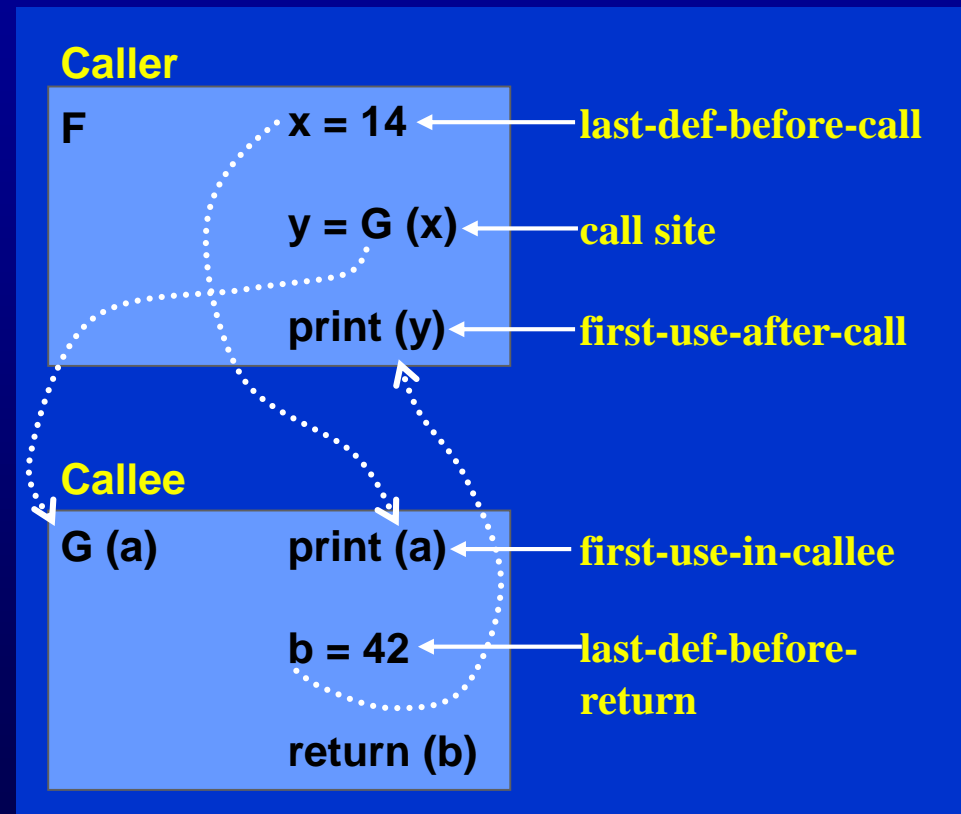 Caller
F x = 14 last-def-before-call
y = G (x) call site
print (y) first-use-after-call
Callee
G (a) print (a) first-use-in-callee
b = 42 last-def-before-
return
return (b)